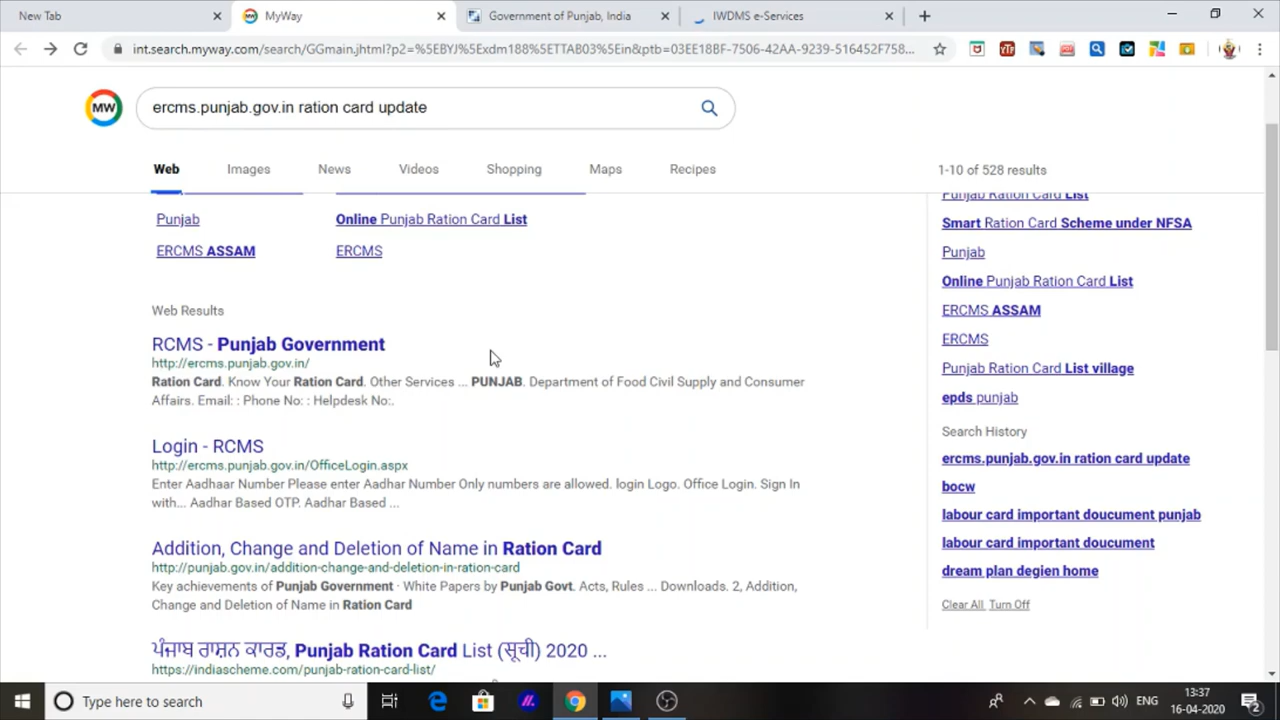 New Tab
MyWay
Government of Punjab, India
IWDMS e-Services
int.search.myway.com/search/GGmain.jhtml?p2=%5EBYJ%5Exdm188%5ETTAB03%5Ein&ptb=03EE18BF-7506-42AA-9239-516452F758...
MW
ercms.punjab.gov.in ration card update
Web Images News Videos Shopping Maps Recipes
1-10 of 528 results
Punjab
Online Punjab Ration Card List
ERCMS ASSAM
ERCMS
Web Results
RCMS - Punjab Government
http://ercms.punjab.gov.in/
Ration Card. Know Your Ration Card. Other Services ... PUNJAB. Department of Food Civil Supply and Consumer
Affairs. Email: : Phone No: : Helpdesk No:.
Login - RCMS
http://ercms.punjab.gov.in/OfficeLogin.aspx
Enter Aadhaar Number Please enter Aadhar Number Only numbers are allowed. login Logo. Office Login. Sign In
with... Aadhar Based OTP. Aadhar Based ...
Addition, Change and Deletion of Name in Ration Card
http://punjab.gov.in/addition-change-and-deletion-in-ration-card
Key achievements of Punjab Government · White Papers by Punjab Govt. Acts, Rules ... Downloads. 2, Addition,
Change and Deletion of Name in Ration Card
ਪੰਜਾਬ ਰਾਸ਼ਨ ਕਾਰਡ, Punjab Ration Card List (सूची) 2020 ...
https://indiascheme.com/punjab-ration-card-list/
Punjab Ration Card List
Smart Ration Card Scheme under NFSA
Punjab
Online Punjab Ration Card List
ERCMS ASSAM
ERCMS
Punjab Ration Card List village
epds punjab
Search History
ercms.punjab.gov.in ration card update
bocw
labour card important doucument punjab
labour card important doucument
dream plan degien home
Clear All Turn Off
Type here to search
ENG
13:37
16-04-2020
2